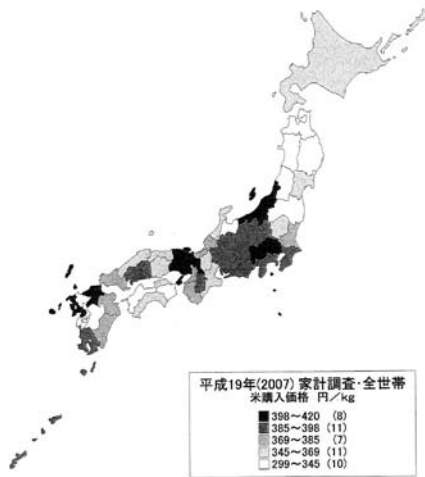 平成19年(2007) 家計調査・全世帯
米購入価格 円/kg
398～420 (8)
385～398 (11)
369～385 (7)
345～369 (11)
299～345 (10)